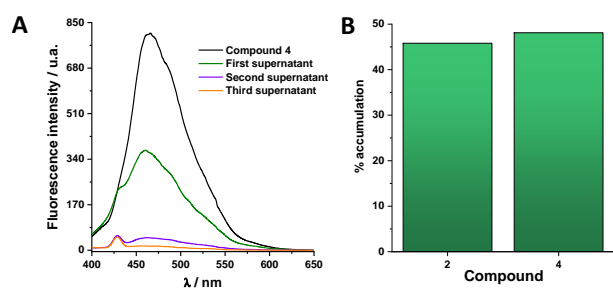 A
Fluorescence intensity / u.a.
850
680
510
340
170
0
400
450
500
550
600
650
λ / nm
Compound 4
First supernatant
Second supernatant
Third supernatant
B
% accumulation
50
40
30
20
10
0
2
4
Compound